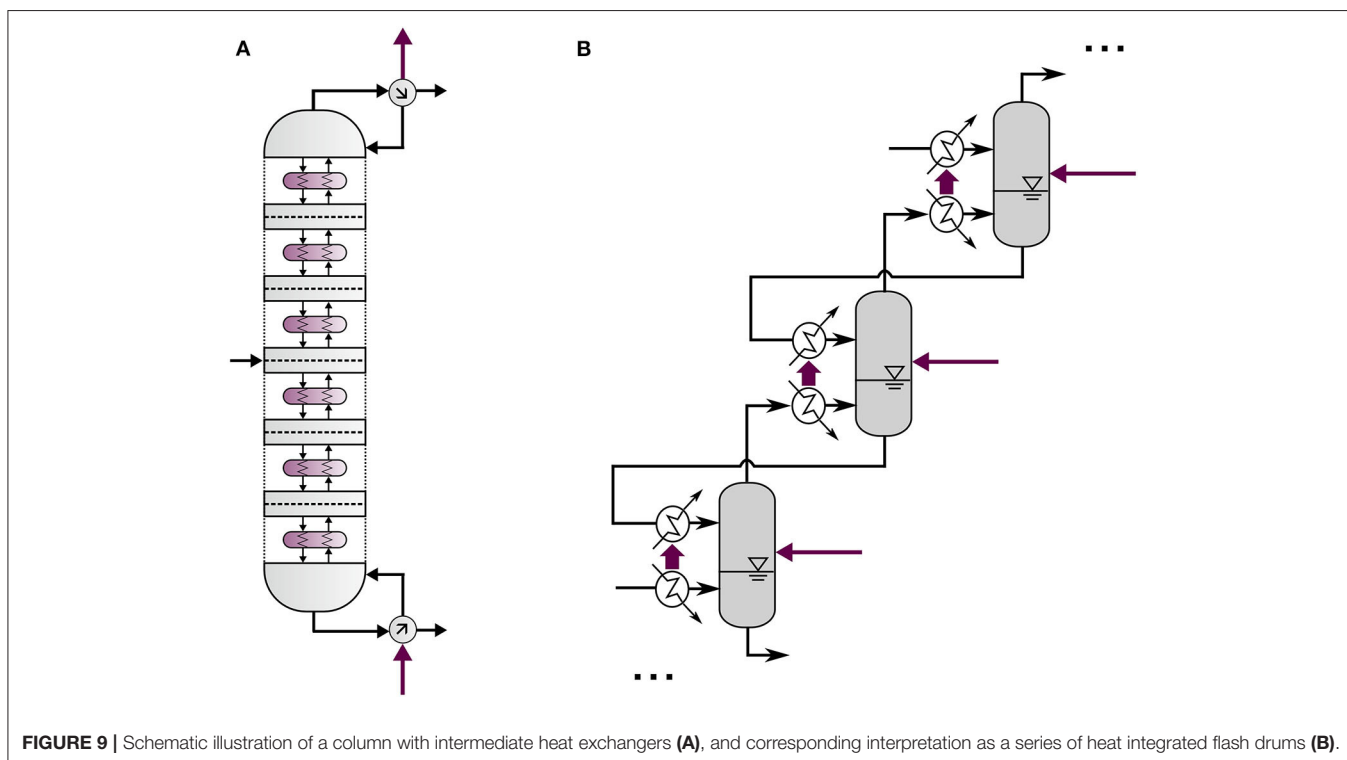 A
B
...
...
FIGURE 9 | Schematic illustration of a column with intermediate heat exchangers (A), and corresponding interpretation as a series of heat integrated flash drums (B).